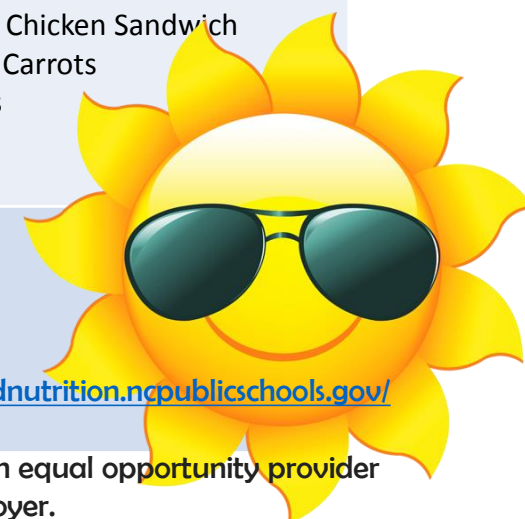 Chicken Sandwich
Carrots
s
dnutrition.ncpublicschools.gov/
n equal opportunity provider
oyer.